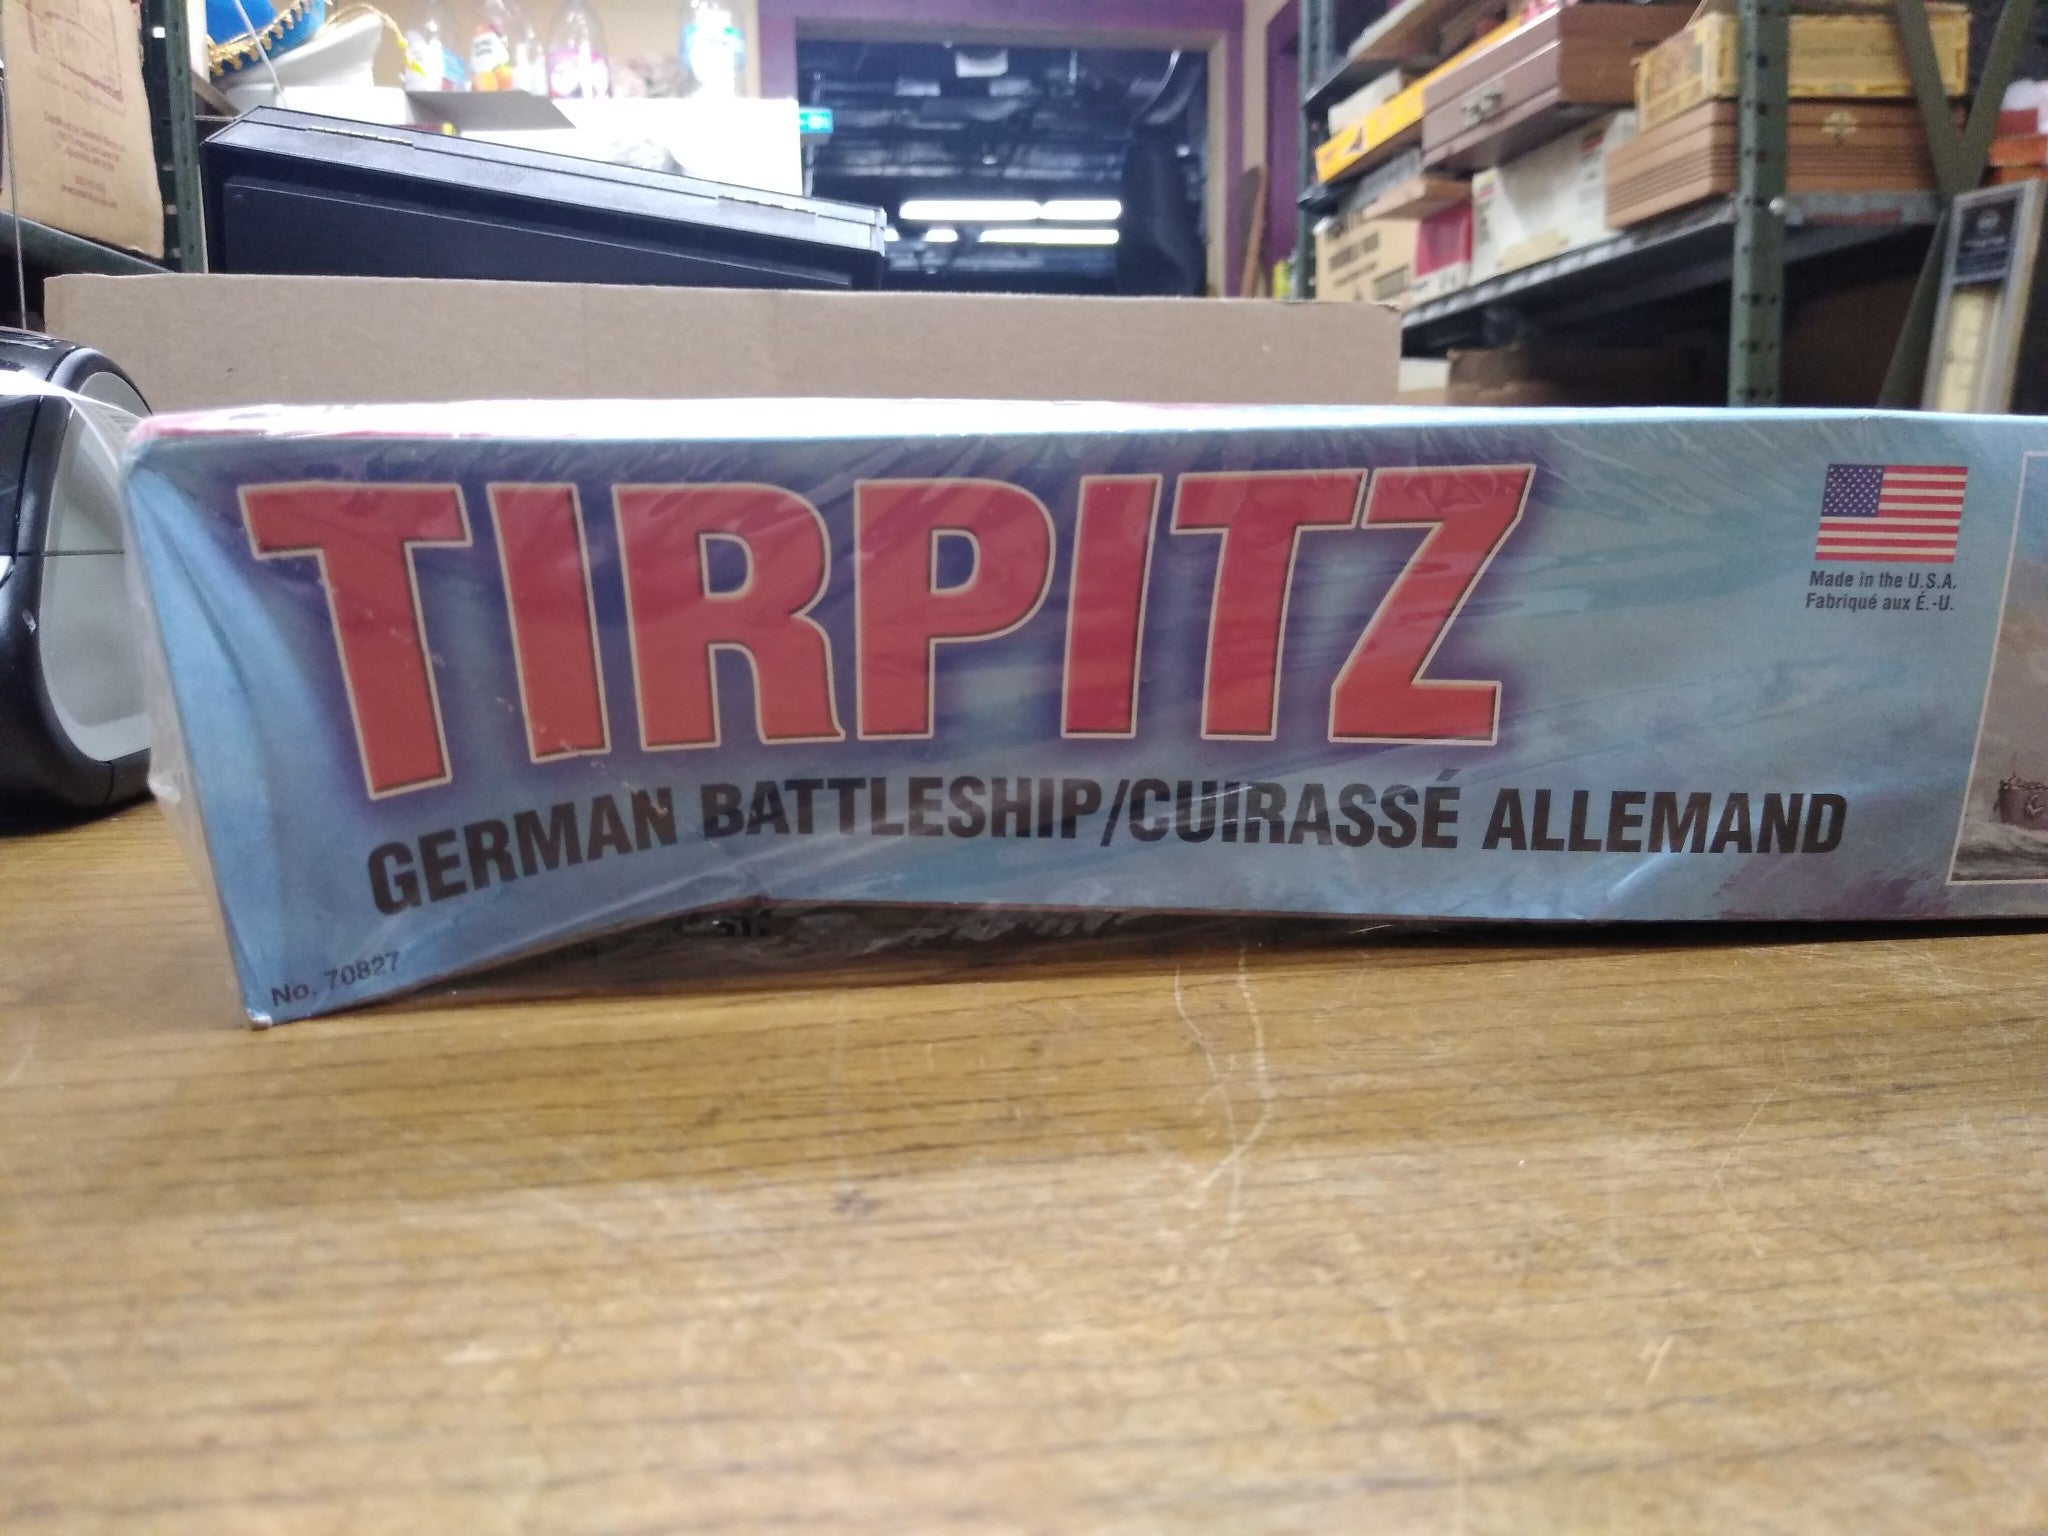 TIRPITZ
GERMAN BATTLESHIP/CUIRASSÉ ALLEMAND
No. 70827
Made in the U.S.A.
Fabriqué aux É.-U.